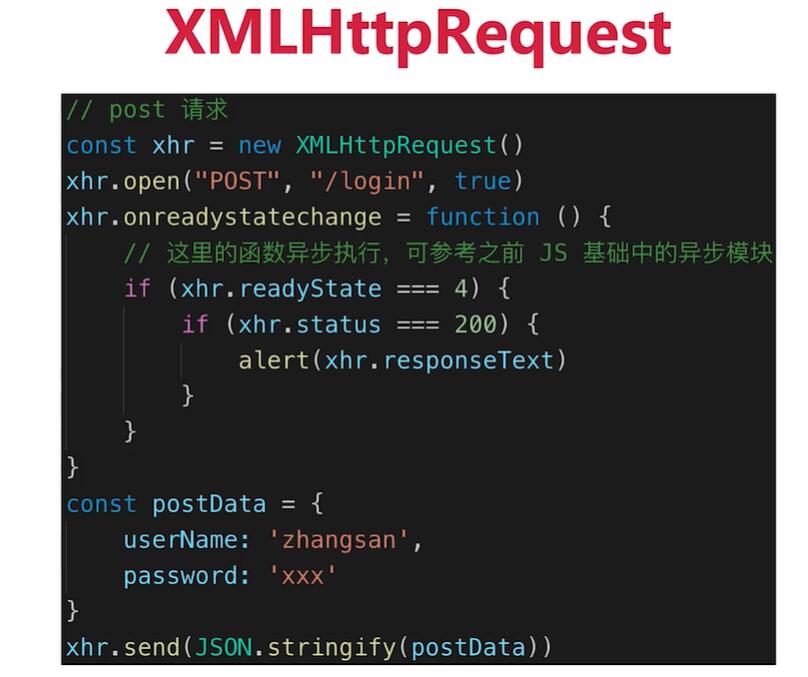 XMLHttpRequest
// post 请求
const xhr = new XMLHttpRequest()
xhr.open("POST", "/login", true)
xhr.onreadystatechange = function () {
    // 这里的函数异步执行，可参考之前 JS 基础中的异步模块
    if (xhr.readyState === 4) {
        if (xhr.status === 200) {
            alert(xhr.responseText)
        }
    }
}
const postData = {
    userName: 'zhangsan',
    password: 'xxx'
}
xhr.send(JSON.stringify(postData))